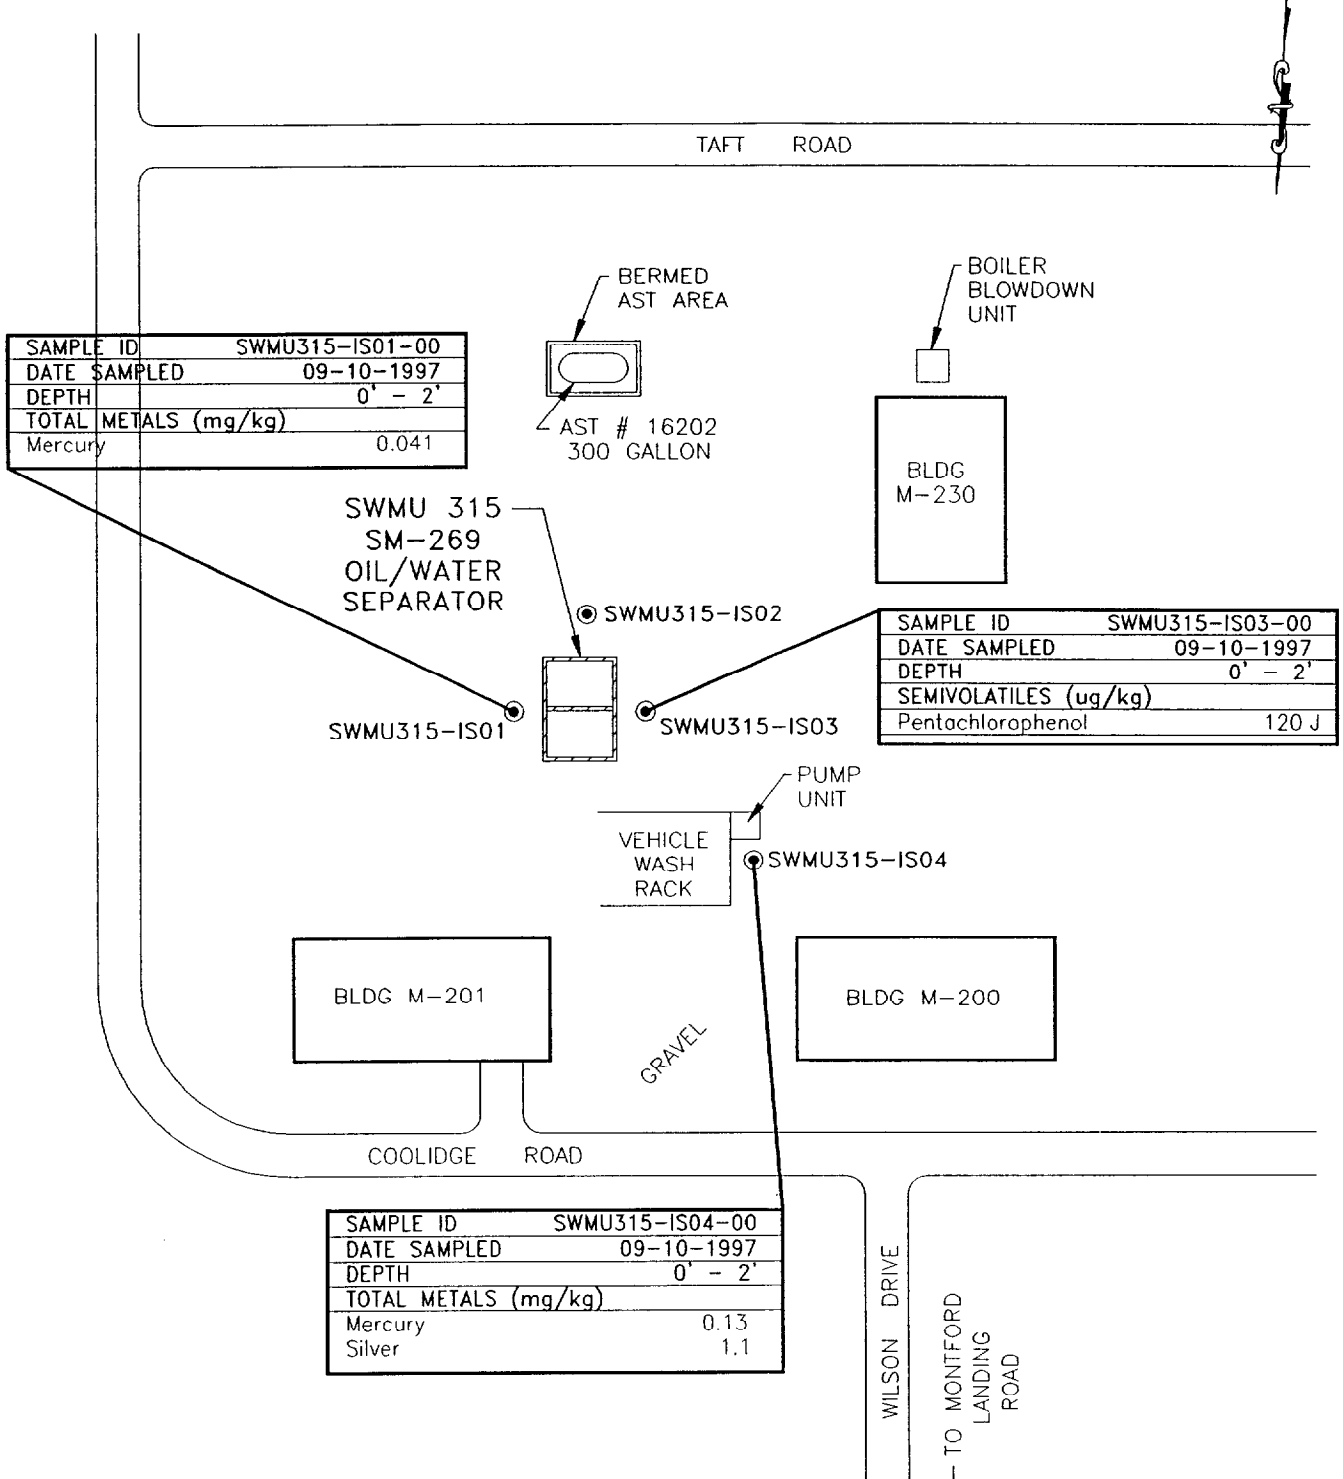 TAFT ROAD
BERMED
AST AREA
BOILER
BLOWDOWN
UNIT
SAMPLE ID SWMU315-IS01-00
DATE SAMPLED 09-10-1997
DEPTH 0' - 2'
TOTAL METALS (mg/kg)
Mercury 0.041
AST # 16202
300 GALLON
BLDG
M-230
SWMU 315
SM-269
OIL/WATER
SEPARATOR
SWMU315-IS02
SAMPLE ID SWMU315-IS03-00
DATE SAMPLED 09-10-1997
DEPTH 0' - 2'
SEMIVOLATILES (ug/kg)
Pentachlorophenol 120 J
SWMU315-IS01
SWMU315-IS03
PUMP
UNIT
VEHICLE
WASH
RACK
SWMU315-IS04
BLDG M-201
BLDG M-200
GRAVEL
COOLIDGE ROAD
SAMPLE ID SWMU315-IS04-00
DATE SAMPLED 09-10-1997
DEPTH 0' - 2'
TOTAL METALS (mg/kg)
Mercury 0.13
Silver 1.1
WILSON DRIVE
TO MONTFORD
LANDING
ROAD